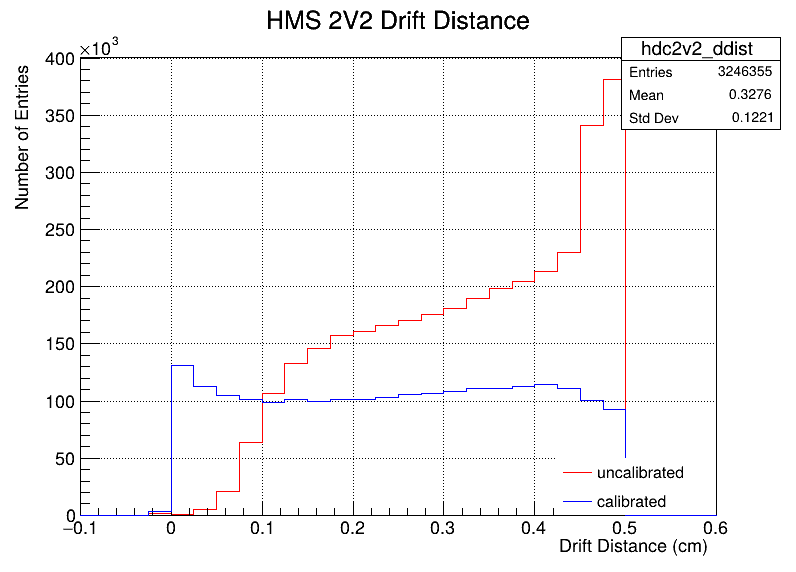 HMS 2V2 Drift Distance
×10³
hdc2v2_ddist
Entries 3246355
Mean 0.3276
Std Dev 0.1221
Number of Entries
400
350
300
250
200
150
100
50
0
−0.1 0 0.1 0.2 0.3 0.4 0.5 0.6
uncalibrated
calibrated
Drift Distance (cm)